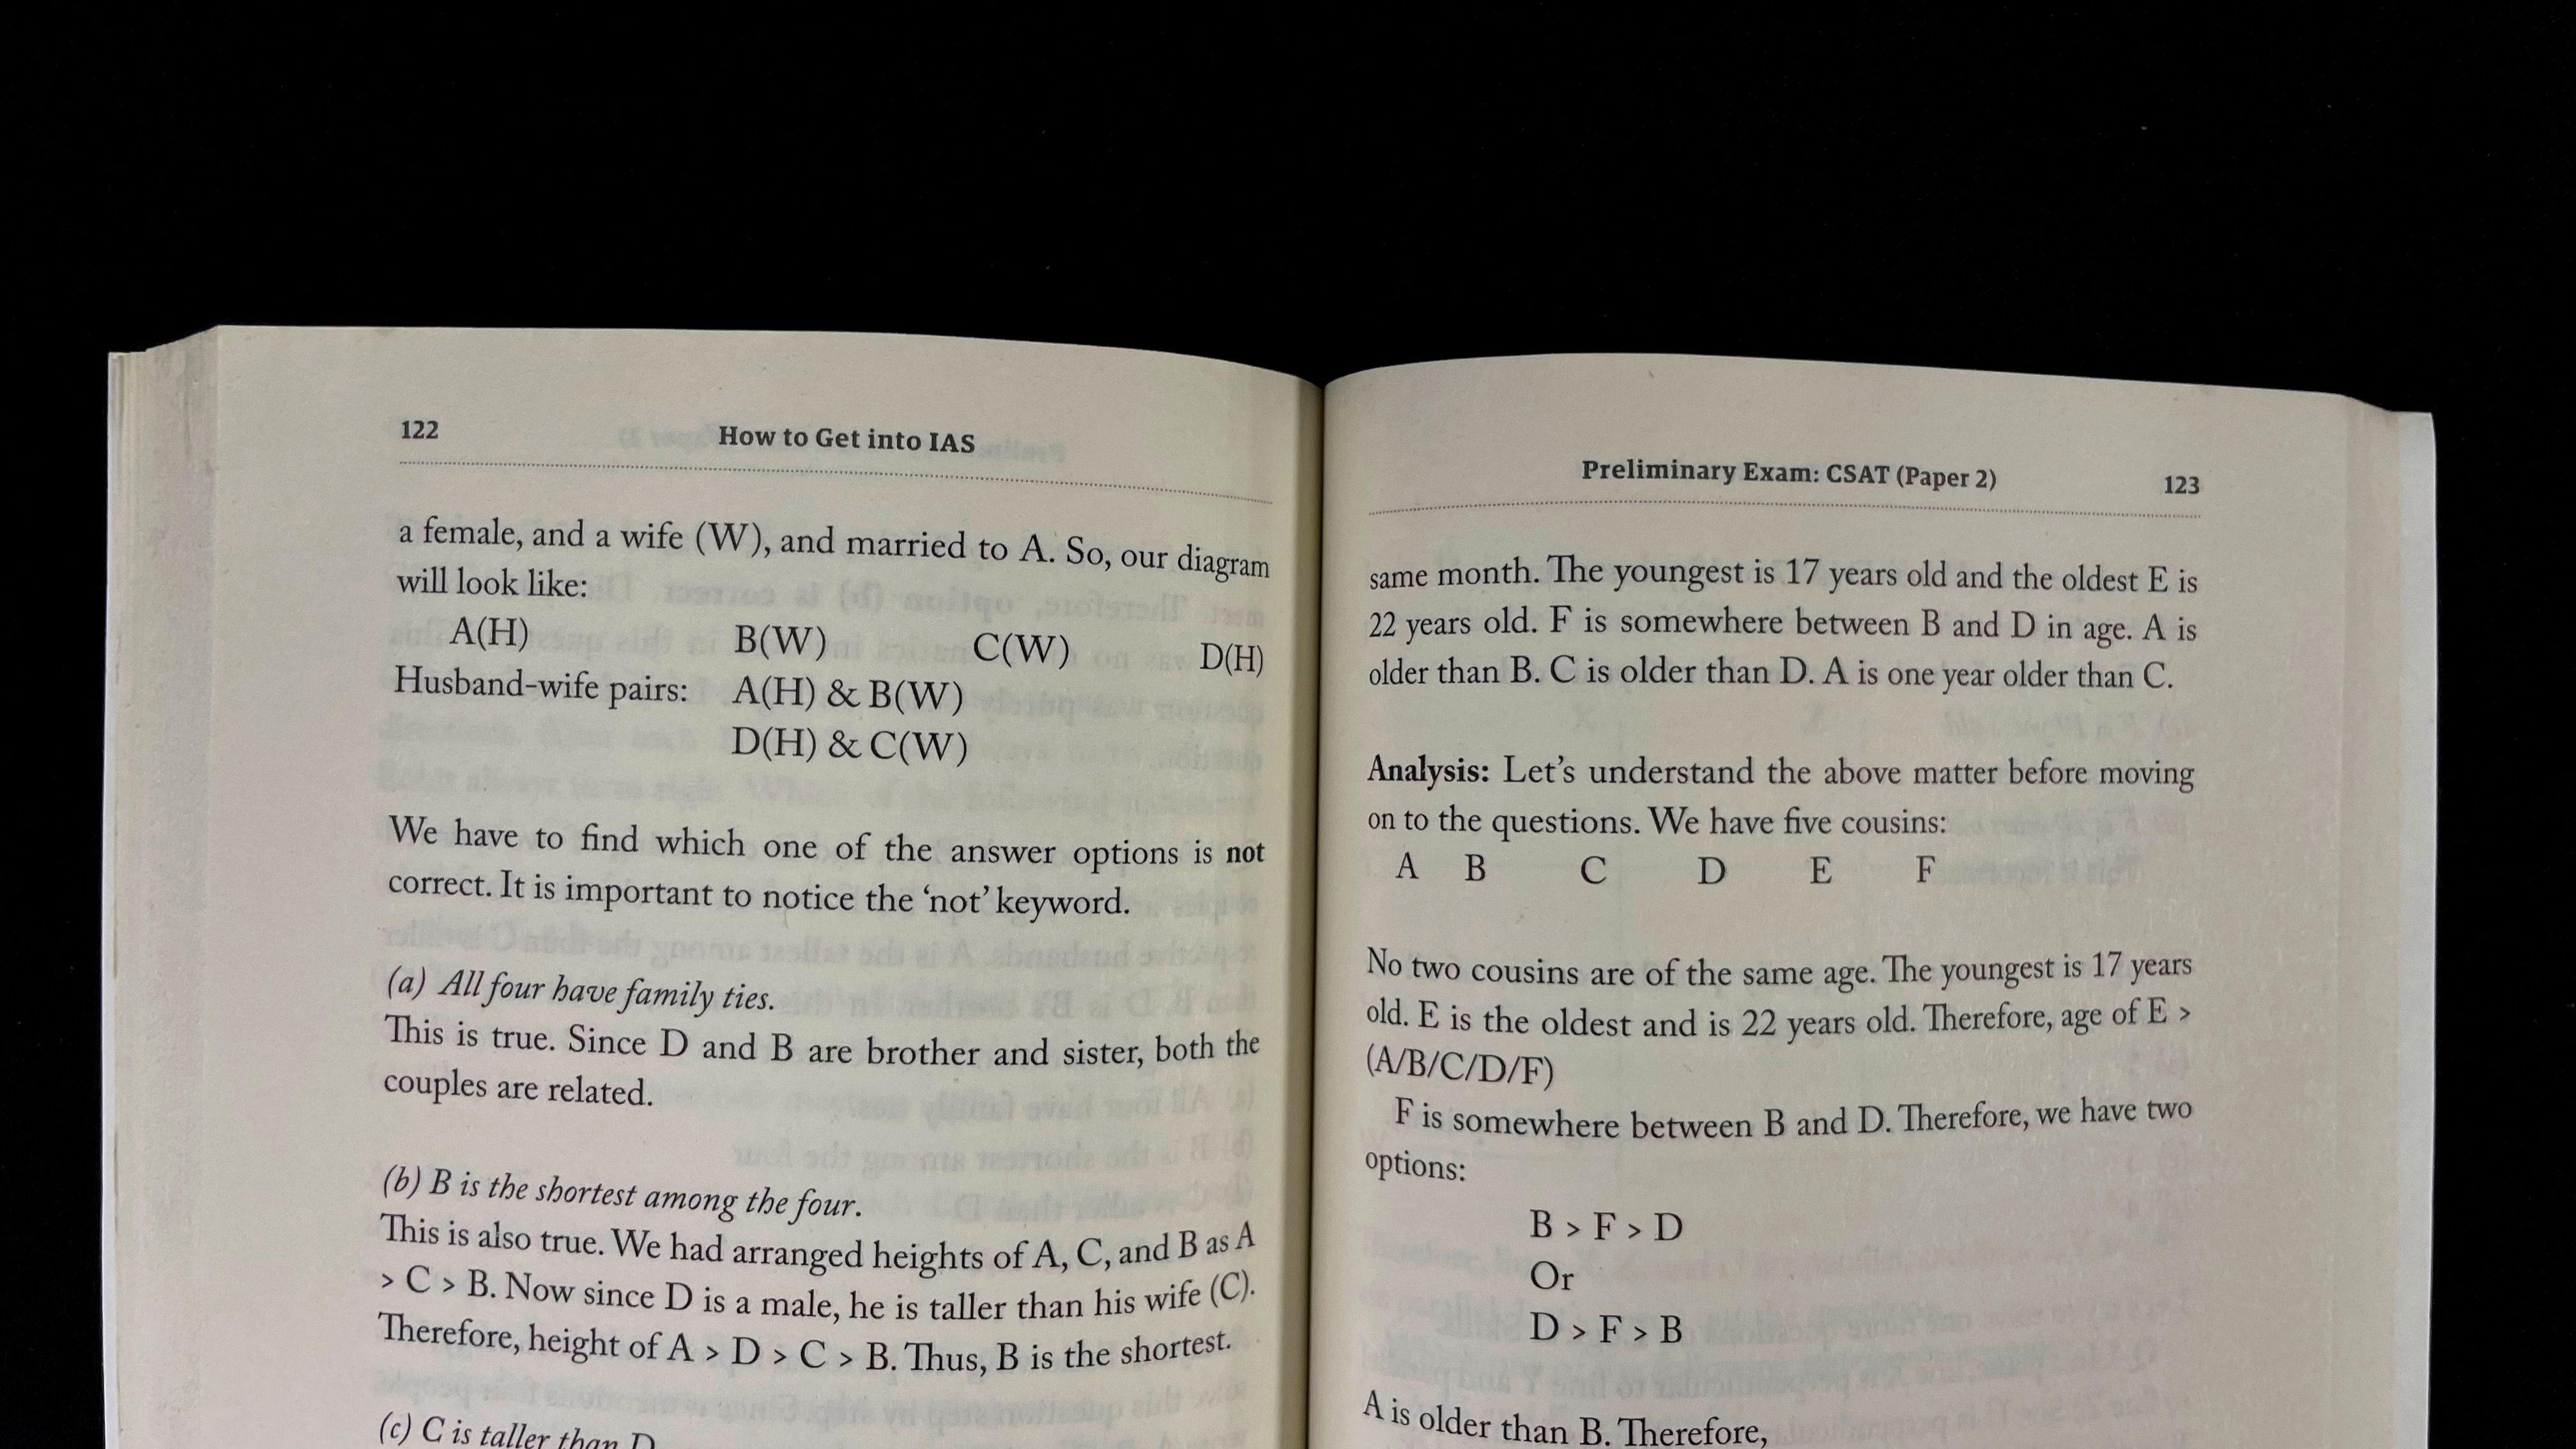 122 How to Get into IAS
a female, and a wife (W), and married to A. So, our diagram
will look like:
A(H) B(W) C(W) D(H)
Husband-wife pairs: A(H) & B(W)
D(H) & C(W)
We have to find which one of the answer options is not
correct. It is important to notice the ‘not’ keyword.
(a) All four have family ties.
This is true. Since D and B are brother and sister, both the
couples are related.
(b) B is the shortest among the four.
This is also true. We had arranged heights of A, C, and B as A
> C > B. Now since D is a male, he is taller than his wife (C).
Therefore, height of A > D > C > B. Thus, B is the shortest.
(c) C is taller than D
Preliminary Exam: CSAT (Paper 2) 123
same month. The youngest is 17 years old and the oldest E is
22 years old. F is somewhere between B and D in age. A is
older than B. C is older than D. A is one year older than C.
Analysis: Let’s understand the above matter before moving
on to the questions. We have five cousins:
A B C D E F
No two cousins are of the same age. The youngest is 17 years
old. E is the oldest and is 22 years old. Therefore, age of E >
(A/B/C/D/F)
F is somewhere between B and D. Therefore, we have two
options:
B > F > D
Or
D > F > B
A is older than B. Therefore,